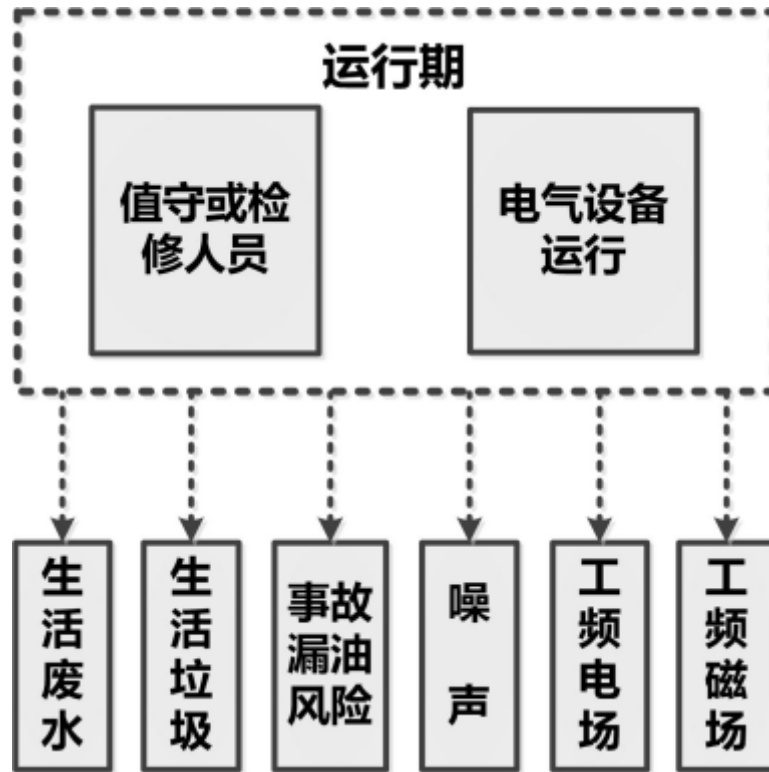 运行期
值守或检
修人员
电气设备
运行
生活废水
生活垃圾
事故
漏油
风险
噪声
工频电场
工频磁场